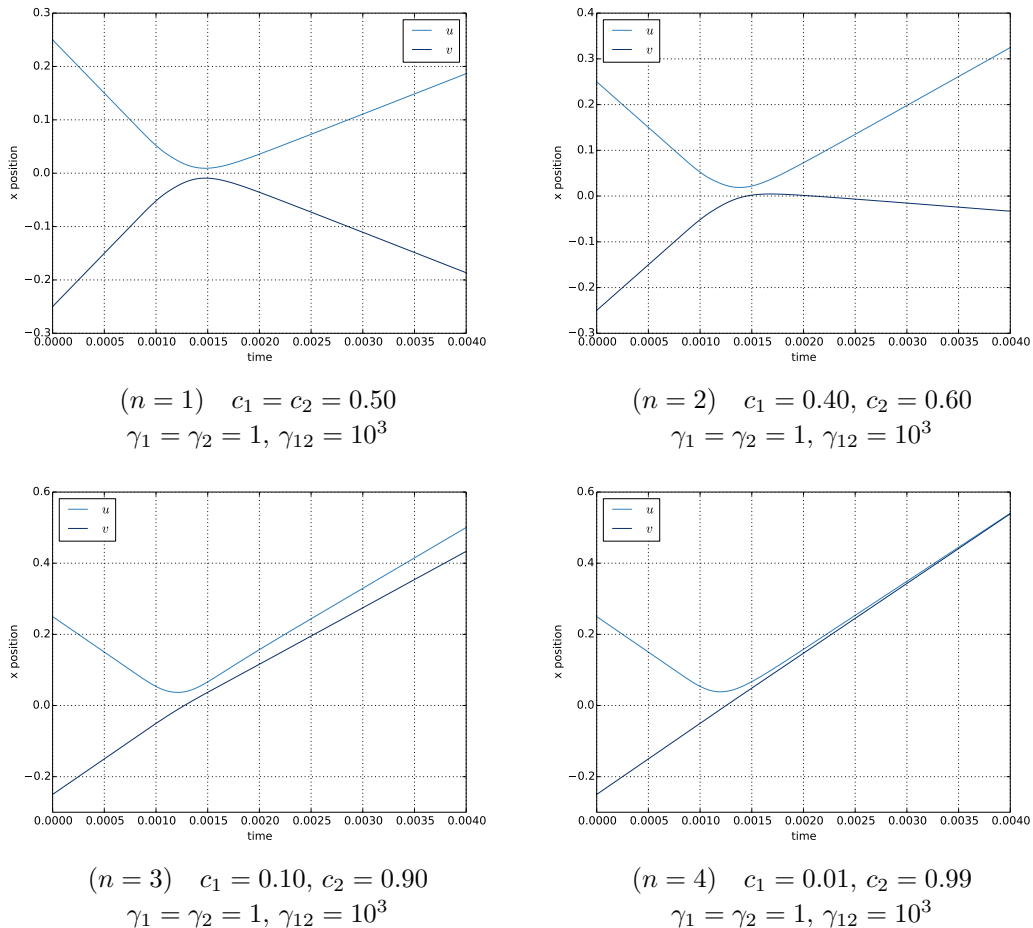 0.3
0.2
0.1
0.0
−0.1
−0.2
−0.3
x position
0.0000 0.0005 0.0010 0.0015 0.0020 0.0025 0.0030 0.0035 0.0040
time
u
v
(n = 1) c₁ = c₂ = 0.50
γ₁ = γ₂ = 1, γ₁₂ = 10³
0.4
0.3
0.2
0.1
0.0
−0.1
−0.2
−0.3
x position
0.0000 0.0005 0.0010 0.0015 0.0020 0.0025 0.0030 0.0035 0.0040
time
u
v
(n = 2) c₁ = 0.40, c₂ = 0.60
γ₁ = γ₂ = 1, γ₁₂ = 10³
0.6
0.4
0.2
0.0
−0.2
x position
0.0000 0.0005 0.0010 0.0015 0.0020 0.0025 0.0030 0.0035 0.0040
time
u
v
(n = 3) c₁ = 0.10, c₂ = 0.90
γ₁ = γ₂ = 1, γ₁₂ = 10³
0.6
0.4
0.2
0.0
−0.2
x position
0.0000 0.0005 0.0010 0.0015 0.0020 0.0025 0.0030 0.0035 0.0040
time
u
v
(n = 4) c₁ = 0.01, c₂ = 0.99
γ₁ = γ₂ = 1, γ₁₂ = 10³